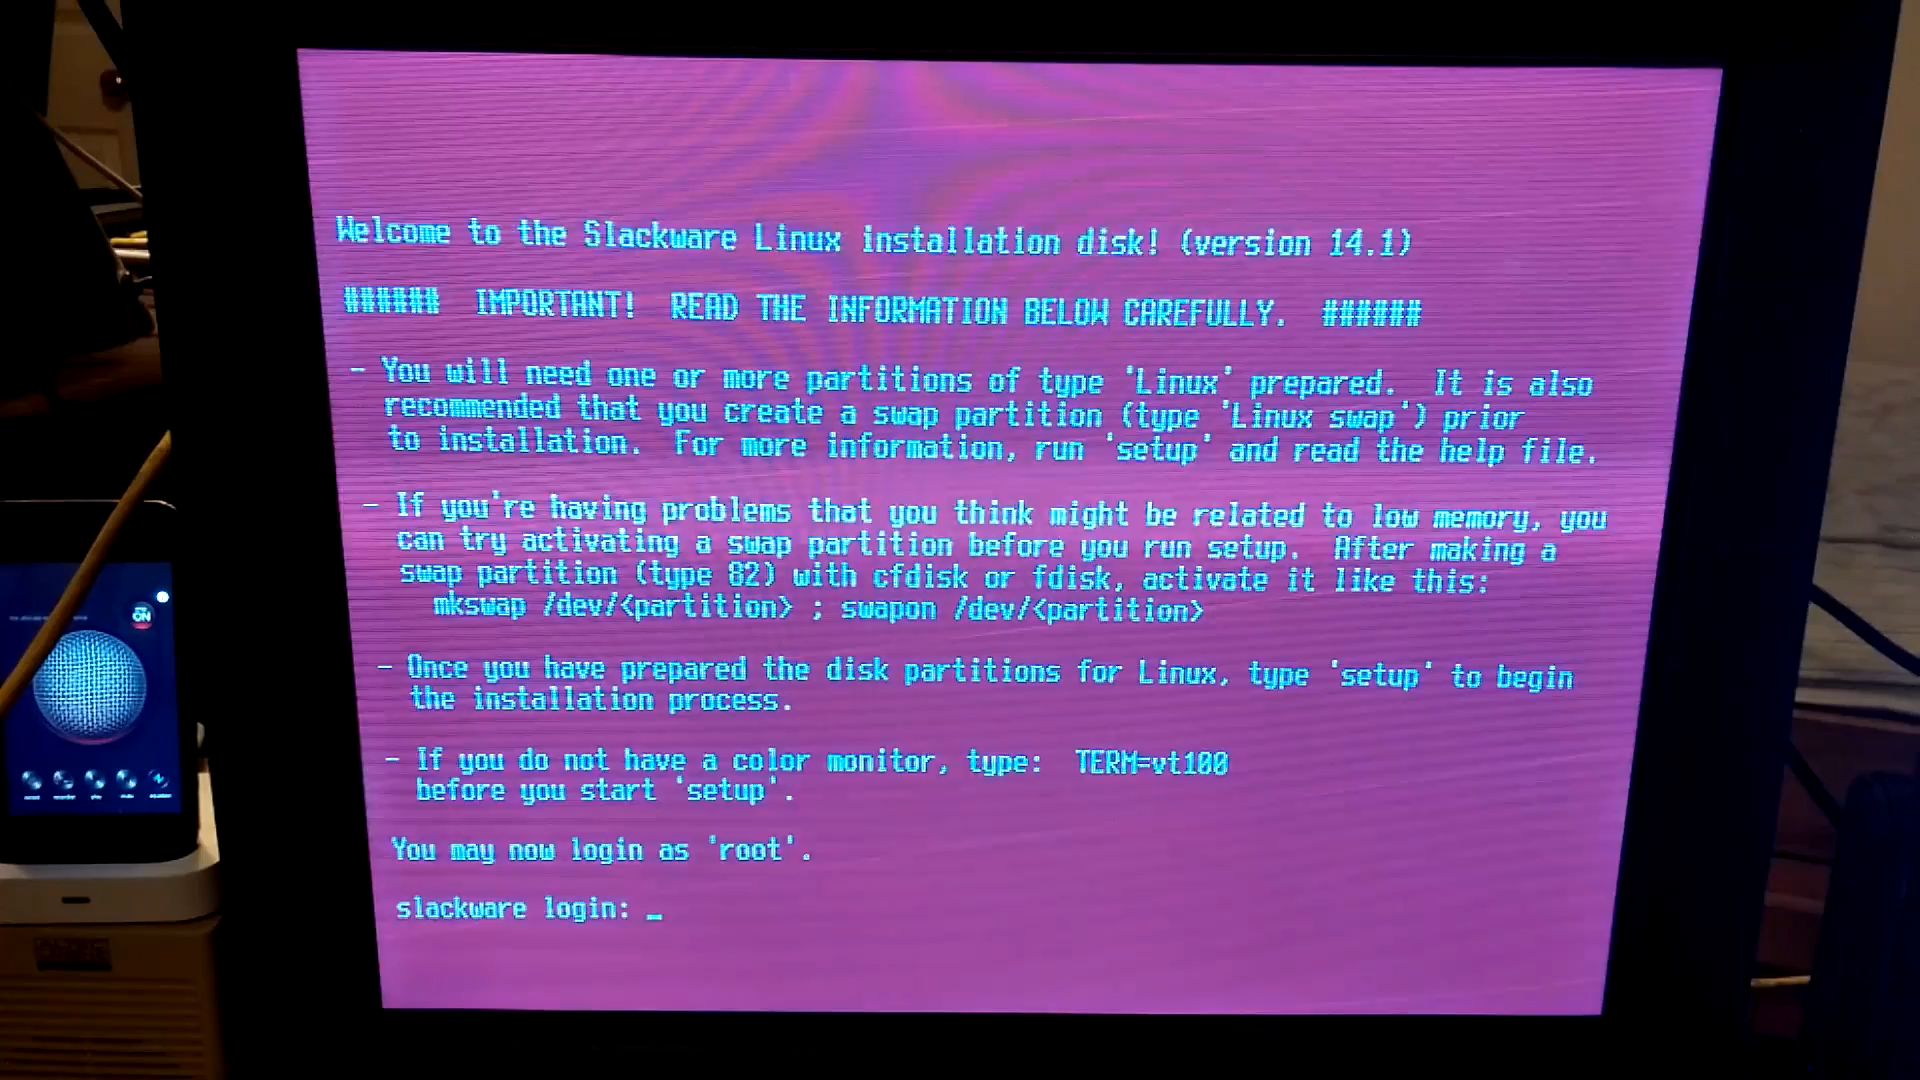 Welcome to the Slackware Linux installation disk! (version 14.1)
###### IMPORTANT! READ THE INFORMATION BELOW CAREFULLY. ######
- You will need one or more partitions of type 'Linux' prepared. It is also
recommended that you create a swap partition (type 'Linux swap') prior
to installation. For more information, run 'setup' and read the help file.
- If you're having problems that you think might be related to low memory, you
can try activating a swap partition before you run setup. After making a
swap partition (type 82) with cfdisk or fdisk, activate it like this:
mkswap /dev/<partition> ; swapon /dev/<partition>
- Once you have prepared the disk partitions for Linux, type 'setup' to begin
the installation process.
- If you do not have a color monitor, type: TERM=vt100
before you start 'setup'.
You may now login as 'root'.
slackware login: _
ON